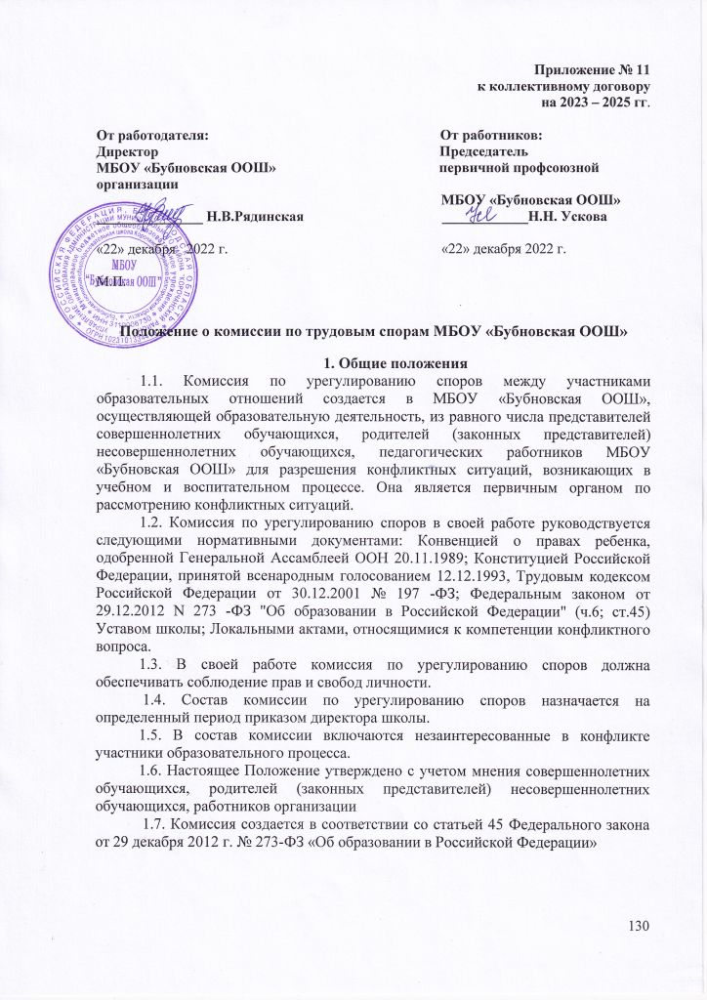 Приложение № 11
к коллективному договору
на 2023 – 2025 гг.
От работодателя:
Директор
МБОУ «Бубновская ООШ»
организации
Н.В.Рядинская
«22» декабря 2022 г.
М.П.
От работников:
Председатель
первичной профсоюзной
МБОУ «Бубновская ООШ»
Н.Н. Ускова
«22» декабря 2022 г.
МБОУ
"Бубновская ООШ"
Положение о комиссии по трудовым спорам МБОУ «Бубновская ООШ»
1. Общие положения
1.1. Комиссия по урегулированию споров между участниками
образовательных отношений создается в МБОУ «Бубновская ООШ»,
осуществляющей образовательную деятельность, из равного числа представителей
совершеннолетних обучающихся, родителей (законных представителей)
несовершеннолетних обучающихся, педагогических работников МБОУ
«Бубновская ООШ» для разрешения конфликтных ситуаций, возникающих в
учебном и воспитательном процессе. Она является первичным органом по
рассмотрению конфликтных ситуаций.
1.2. Комиссия по урегулированию споров в своей работе руководствуется
следующими нормативными документами: Конвенцией о правах ребенка,
одобренной Генеральной Ассамблеей ООН 20.11.1989; Конституцией Российской
Федерации, принятой всенародным голосованием 12.12.1993, Трудовым кодексом
Российской Федерации от 30.12.2001 № 197 -ФЗ; Федеральным законом от
29.12.2012 N 273 -ФЗ "Об образовании в Российской Федерации" (ч.6; ст.45)
Уставом школы; Локальными актами, относящимися к компетенции конфликтного
вопроса.
1.3. В своей работе комиссия по урегулированию споров должна
обеспечивать соблюдение прав и свобод личности.
1.4. Состав комиссии по урегулированию споров назначается на
определенный период приказом директора школы.
1.5. В состав комиссии включаются незаинтересованные в конфликте
участники образовательного процесса.
1.6. Настоящее Положение утверждено с учетом мнения совершеннолетних
обучающихся, родителей (законных представителей) несовершеннолетних
обучающихся, работников организации
1.7. Комиссия создается в соответствии со статьей 45 Федерального закона
от 29 декабря 2012 г. № 273-ФЗ «Об образовании в Российской Федерации»
130